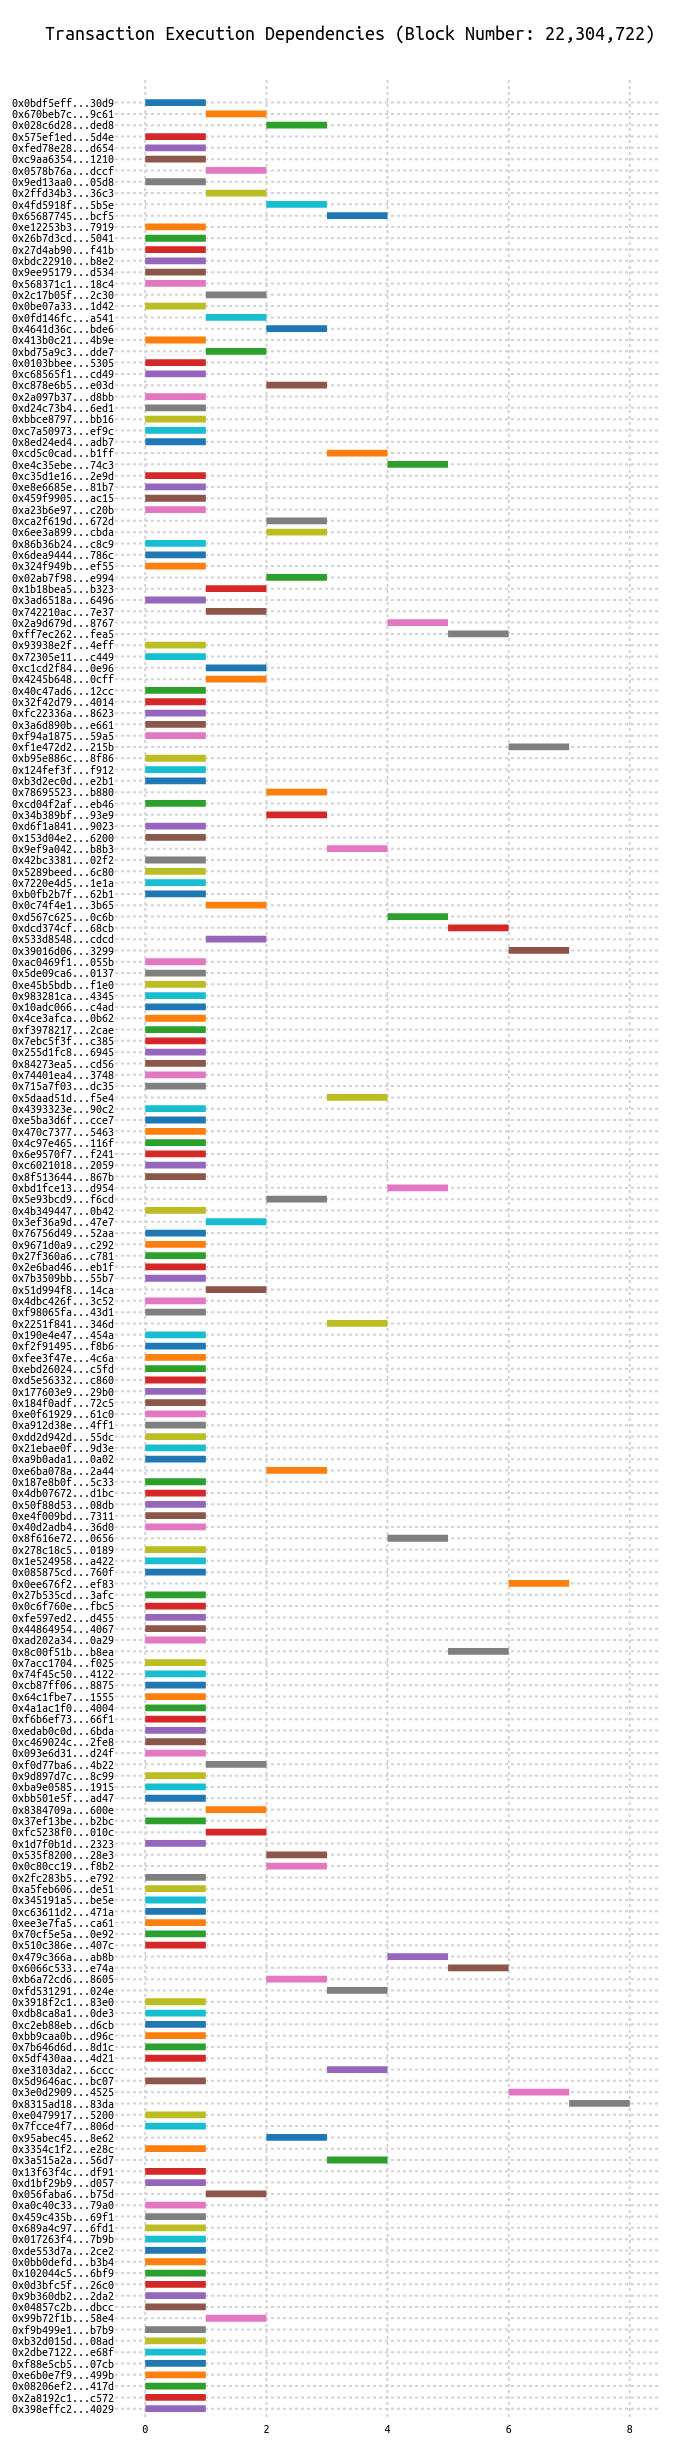 Transaction Execution Dependencies (Block Number: 22,304,722)
0x0bdf5eff...30d9
0x670beb7c...9c61
0x028c6d28...ded8
0x575ef1ed...5d4e
0xfed78e28...d654
0xc9aa6354...1210
0x0578b76a...dccf
0x9ed13aa0...05d8
0x2ffd34b3...36c3
0x4fd5918f...5b5e
0x65687745...bcf5
0xe12253b3...7919
0x26b7d3cd...5041
0x27d4ab90...f41b
0xbdc22910...b8e2
0x9ee95179...d534
0x568371c1...18c4
0x2c17b05f...2c30
0x0be07a33...1d42
0x0fd146fc...a541
0x4641d36c...bde6
0x413b0c21...4b9e
0xbd75a9c3...dde7
0x0103bbee...5305
0xc68565f1...cd49
0xc878e6b5...e03d
0x2a097b37...d8bb
0xd24c73b4...6ed1
0xbbce8797...bb16
0xc7a50973...ef9c
0x8ed24ed4...adb7
0xcd5c0cad...b1ff
0xe4c35ebe...74c3
0xc35d1e16...2e9d
0xe8e6685e...81b7
0x459f9905...ac15
0xa23b6e97...c20b
0xca2f619d...672d
0x6ee3a899...cbda
0x86b36b24...c8c9
0x6dea9444...786c
0x324f949b...ef55
0x02ab7f98...e994
0x1b18bea5...b323
0x3ad6518a...6496
0x742210ac...7e37
0x2a9d679d...8767
0xff7ec262...fea5
0x93938e2f...4eff
0x72305e11...c449
0xc1cd2f84...0e96
0x4245b648...0cff
0x40c47ad6...12cc
0x32f42d79...4014
0xfc22336a...8623
0x3a6d890b...e661
0xf94a1875...59a5
0xf1e472d2...215b
0xb95e886c...8f86
0x124fef3f...f912
0xb3d2ec0d...e2b1
0x78695523...b880
0xcd04f2af...eb46
0x34b389bf...93e9
0xd6f1a841...9023
0x153d04e2...6200
0x9ef9a042...b8b3
0x42bc3381...02f2
0x5289beed...6c80
0x7220e4d5...1e1a
0xb0fb2b7f...62b1
0x0c74f4e1...3b65
0xd567c625...0c6b
0xdcd374cf...68cb
0x533d8548...cdcd
0x39016d06...3299
0xac0469f1...055b
0x5de09ca6...0137
0xe45b5bdb...f1e0
0x983281ca...4345
0x10adc066...c4ad
0x4ce3afca...0b62
0xf3978217...2cae
0x7ebc5f3f...c385
0x255d1fc8...6945
0x84273ea5...cd56
0x74401ea4...3748
0x715a7f03...dc35
0x5daad51d...f5e4
0x4393323e...90c2
0xe5ba3d6f...cce7
0x470c7377...5463
0x4c97e465...116f
0x6e9570f7...f241
0xc6021018...2059
0x8f513644...867b
0xbd1fce13...d954
0x5e93bcd9...f6cd
0x4b349447...0b42
0x3ef36a9d...47e7
0x76756d49...52aa
0x9671d0a9...c292
0x27f360a6...c781
0x2e6bad46...eb1f
0x7b3509bb...55b7
0x51d994f8...14ca
0x4dbc426f...3c52
0xf98065fa...43d1
0x2251f841...346d
0x190e4e47...454a
0xf2f91495...f8b6
0xfee3f47e...4c6a
0xebd26024...c5fd
0xd5e56332...c860
0x177603e9...29b0
0x184f0adf...72c5
0xe0f61929...61c0
0xa912d38e...4ff1
0xdd2d942d...55dc
0x21ebae0f...9d3e
0xa9b0ada1...0a02
0xe6ba078a...2a44
0x187e8b0f...5c33
0x4db07672...d1bc
0x50f88d53...08db
0xe4f009bd...7311
0x40d2adb4...36d0
0x8f616e72...0656
0x278c18c5...0189
0x1e524958...a422
0x085875cd...760f
0x0ee676f2...ef83
0x27b535cd...3afc
0x0c6f760e...fbc5
0xfe597ed2...d455
0x44864954...4067
0xad202a34...0a29
0x8c00f51b...b8ea
0x7acc1704...f025
0x74f45c50...4122
0xcb87ff06...8875
0x64c1fbe7...1555
0x4a1ac1f0...4004
0xf6b6ef73...66f1
0xedab0c0d...6bda
0xc469024c...2fe8
0x093e6d31...d24f
0xf0d77ba6...4b22
0x9d897d7c...8c99
0xba9e0585...1915
0xbb501e5f...ad47
0x8384709a...600e
0x37ef13be...b2bc
0xfc5238f0...010c
0x1d7f0b1d...2323
0x535f8200...28e3
0x0c80cc19...f8b2
0x2fc283b5...e792
0xa5feb606...de51
0x345191a5...be5e
0xc63611d2...471a
0xee3e7fa5...ca61
0x70cf5e5a...0e92
0x510c386e...407c
0x479c366a...ab8b
0x6066c533...e74a
0xb6a72cd6...8605
0xfd531291...024e
0x3918f2c1...83e0
0xdb8ca8a1...0de3
0xc2eb88eb...d6cb
0xbb9caa0b...d96c
0x7b646d6d...8d1c
0x5df430aa...4d21
0xe3103da2...6ccc
0x5d9646ac...bc07
0x3e0d2909...4525
0x8315ad18...83da
0xe0479917...5200
0x7fcce4f7...806d
0x95abec45...8e62
0x3354c1f2...e28c
0x3a515a2a...56d7
0x13f63f4c...df91
0xd1bf29b9...d057
0x056faba6...b75d
0xa0c40c33...79a0
0x459c435b...69f1
0x689a4c97...6fd1
0x017263f4...7b9b
0xde553d7a...2ce2
0x0bb0defd...b3b4
0x102044c5...6bf9
0x0d3bfc5f...26c0
0x9b360db2...2da2
0x04857c2b...dbcc
0x99b72f1b...58e4
0xf9b499e1...b7b9
0xb32d015d...08ad
0x2dbe7122...e68f
0xf88e5cb5...07cb
0xe6b0e7f9...499b
0x08206ef2...417d
0x2a8192c1...c572
0x398effc2...4029
0 2 4 6 8